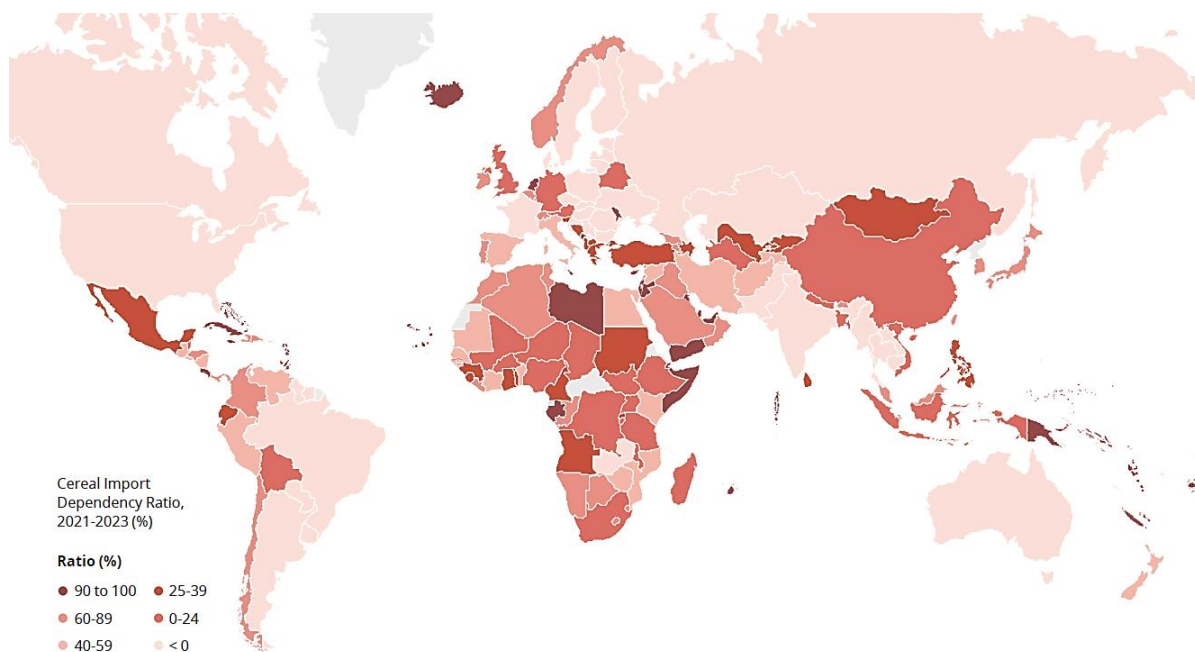 Cereal Import
Dependency Ratio,
2021-2023 (%)
Ratio (%)
90 to 100
25-39
60-89
0-24
40-59
< 0